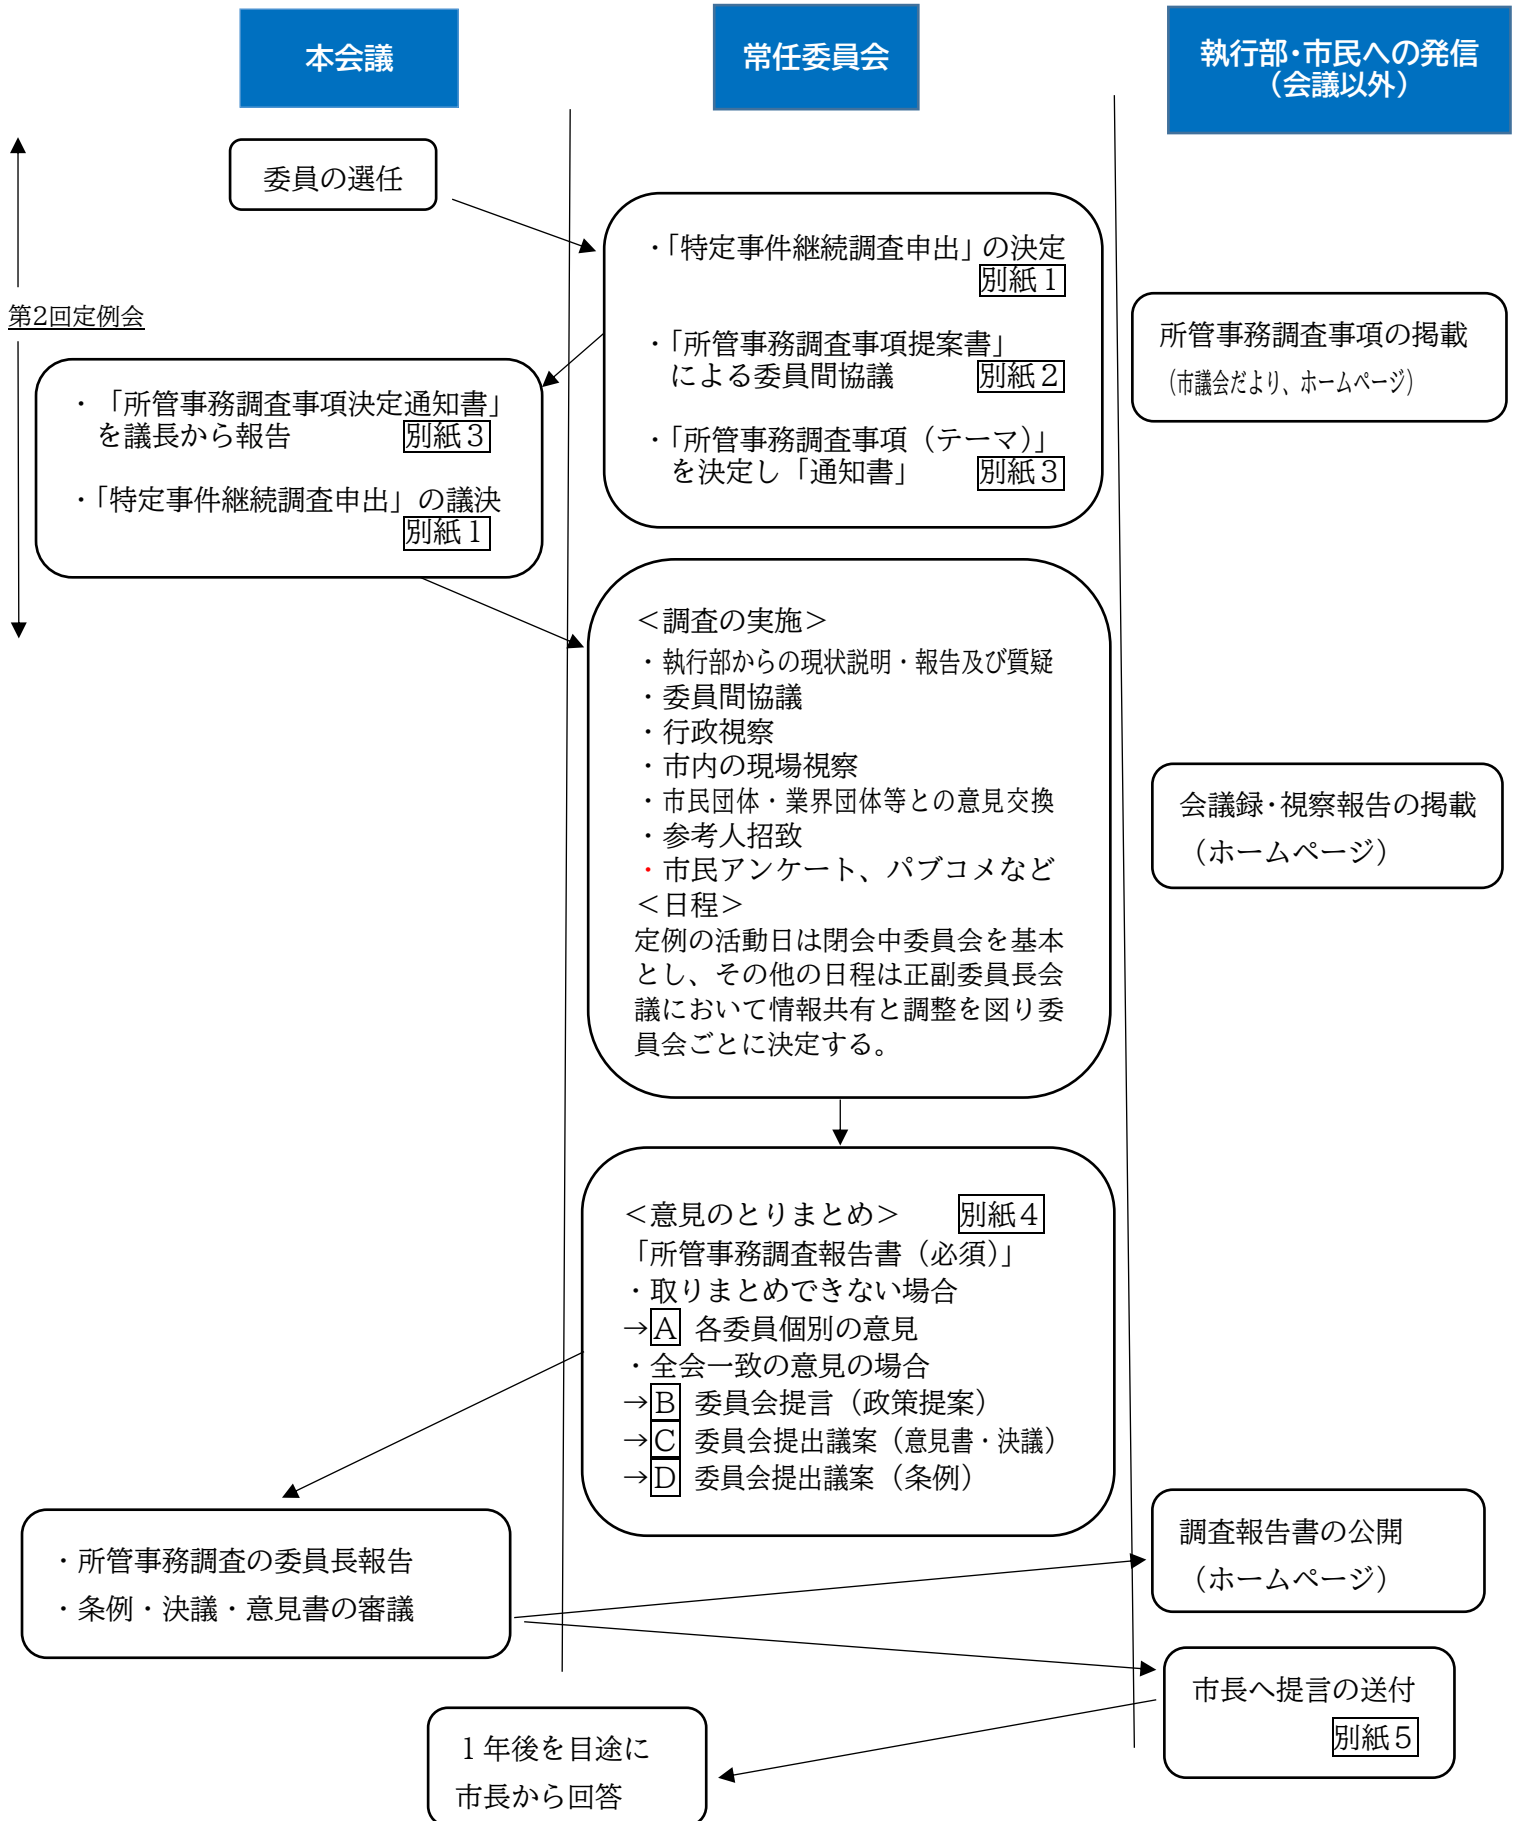 本会議
常任委員会
執行部・市民への発信
（会議以外）
委員の選任
第2回定例会
・「特定事件継続調査申出」の決定
別紙１
・「所管事務調査事項提案書」
による委員間協議 別紙２
・「所管事務調査事項（テーマ）」
を決定し「通知書」 別紙３
所管事務調査事項の掲載
（市議会だより、ホームページ）
・「所管事務調査事項決定通知書」
を議長から報告 別紙３
・「特定事件継続調査申出」の議決
別紙１
＜調査の実施＞
・執行部からの現状説明・報告及び質疑
・委員間協議
・行政視察
・市内の現場視察
・市民団体・業界団体等との意見交換
・参考人招致
・市民アンケート、パブコメなど
＜日程＞
定例の活動日は閉会中委員会を基本
とし、その他の日程は正副委員長会
議において情報共有と調整を図り委
員会ごとに決定する。
会議録・視察報告の掲載
（ホームページ）
＜意見のとりまとめ＞ 別紙４
「所管事務調査報告書（必須）」
・取りまとめできない場合
→A 各委員個別の意見
・全会一致の意見の場合
→B 委員会提言（政策提案）
→C 委員会提出議案（意見書・決議）
→D 委員会提出議案（条例）
・所管事務調査の委員長報告
・条例・決議・意見書の審議
調査報告書の公開
（ホームページ）
市長へ提言の送付
別紙５
１年後を目途に
市長から回答